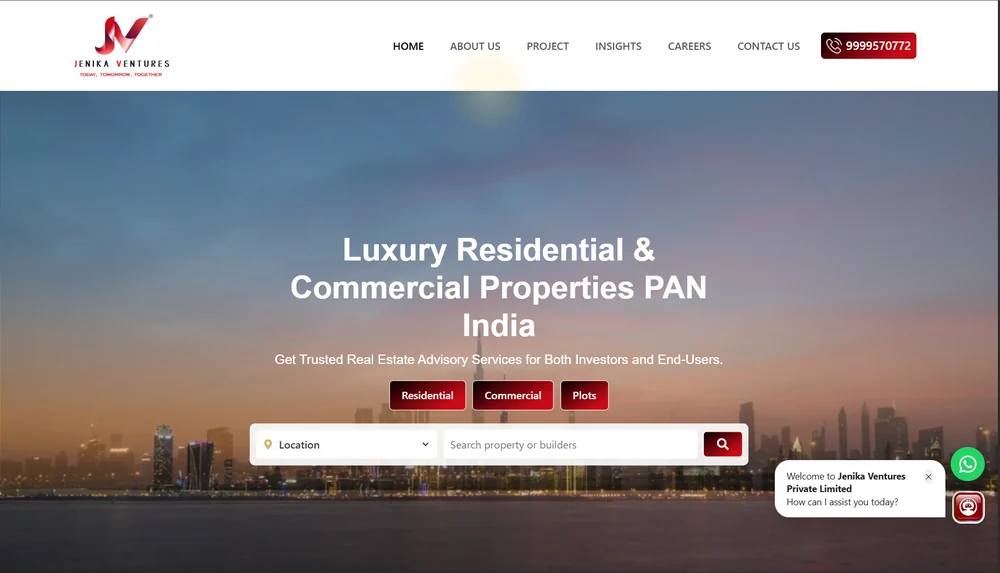 JENIKA VENTURES
TODAY, TOMORROW, TOGETHER
HOME
ABOUT US
PROJECT
INSIGHTS
CAREERS
CONTACT US
9999570772
Luxury Residential &
Commercial Properties PAN
India
Get Trusted Real Estate Advisory Services for Both Investors and End-Users.
Residential
Commercial
Plots
Location
Search property or builders
Welcome to Jenika Ventures
Private Limited
How can I assist you today?